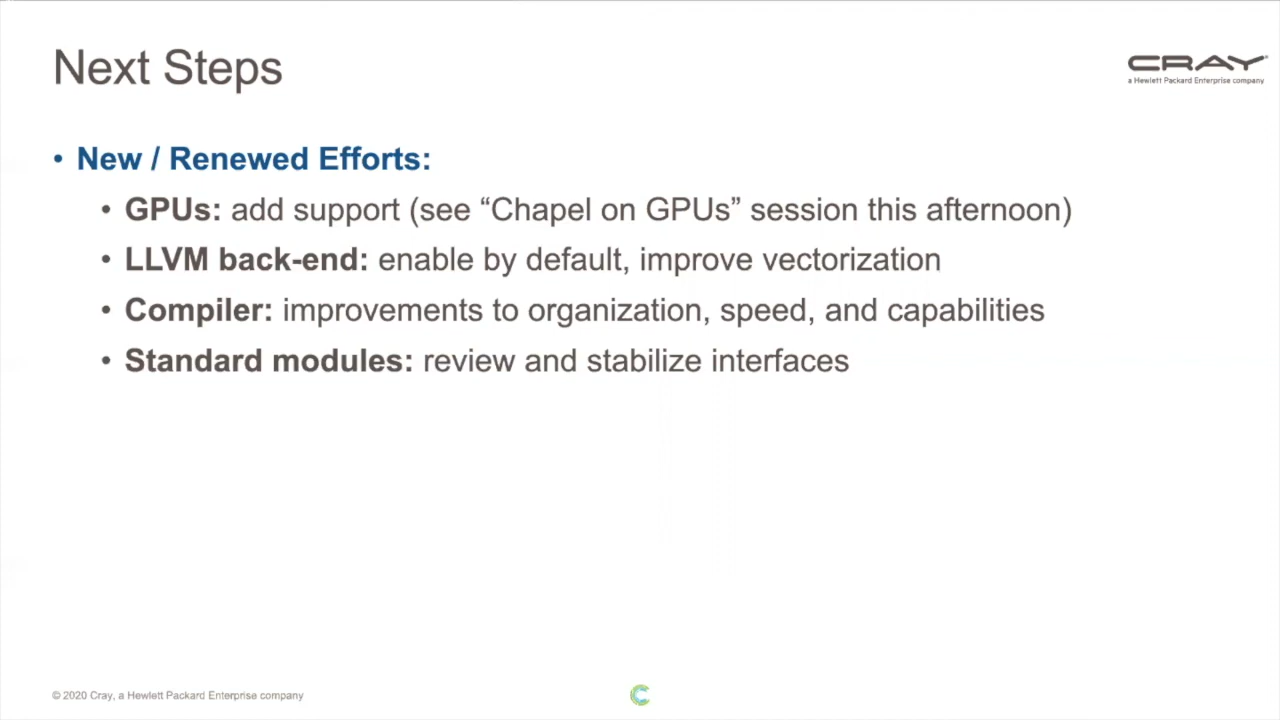 Next Steps
CRAY
a Hewlett Packard Enterprise company
• New / Renewed Efforts:
• GPUs: add support (see “Chapel on GPUs” session this afternoon)
• LLVM back-end: enable by default, improve vectorization
• Compiler: improvements to organization, speed, and capabilities
• Standard modules: review and stabilize interfaces
© 2020 Cray, a Hewlett Packard Enterprise company